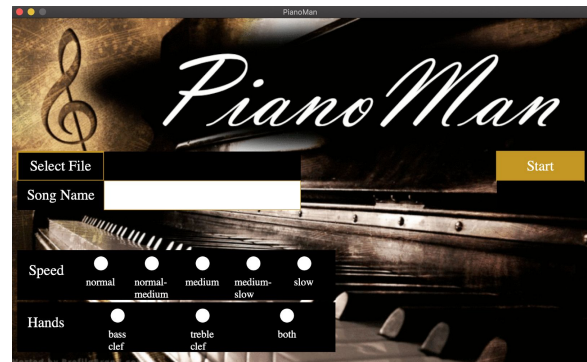 PianoMan
PianoMan
Select File
Start
Song Name
Speed
normal
normal-
medium
medium
medium-
slow
slow
Hands
bass
clef
treble
clef
both